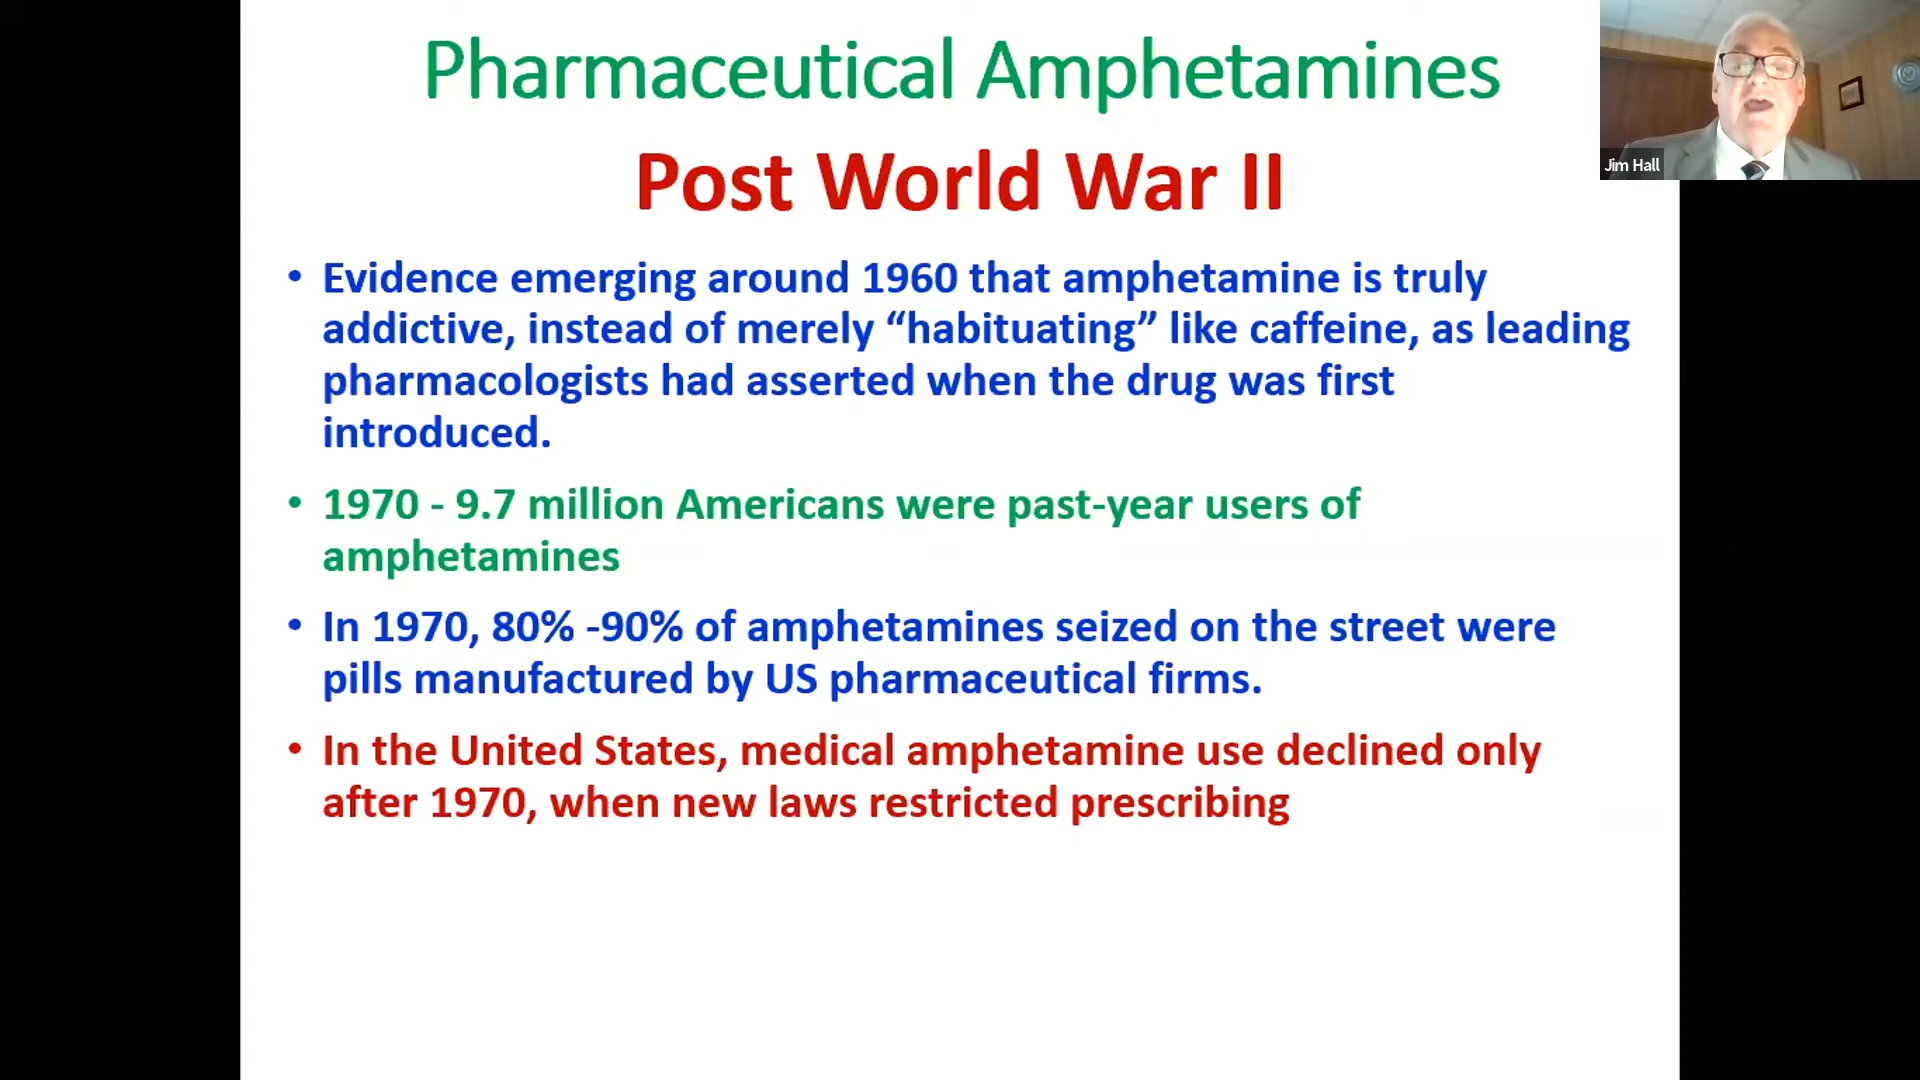 Pharmaceutical Amphetamines
Post World War II
Jim Hall
• Evidence emerging around 1960 that amphetamine is truly
addictive, instead of merely “habituating” like caffeine, as leading
pharmacologists had asserted when the drug was first
introduced.
• 1970 - 9.7 million Americans were past-year users of
amphetamines
• In 1970, 80% -90% of amphetamines seized on the street were
pills manufactured by US pharmaceutical firms.
• In the United States, medical amphetamine use declined only
after 1970, when new laws restricted prescribing